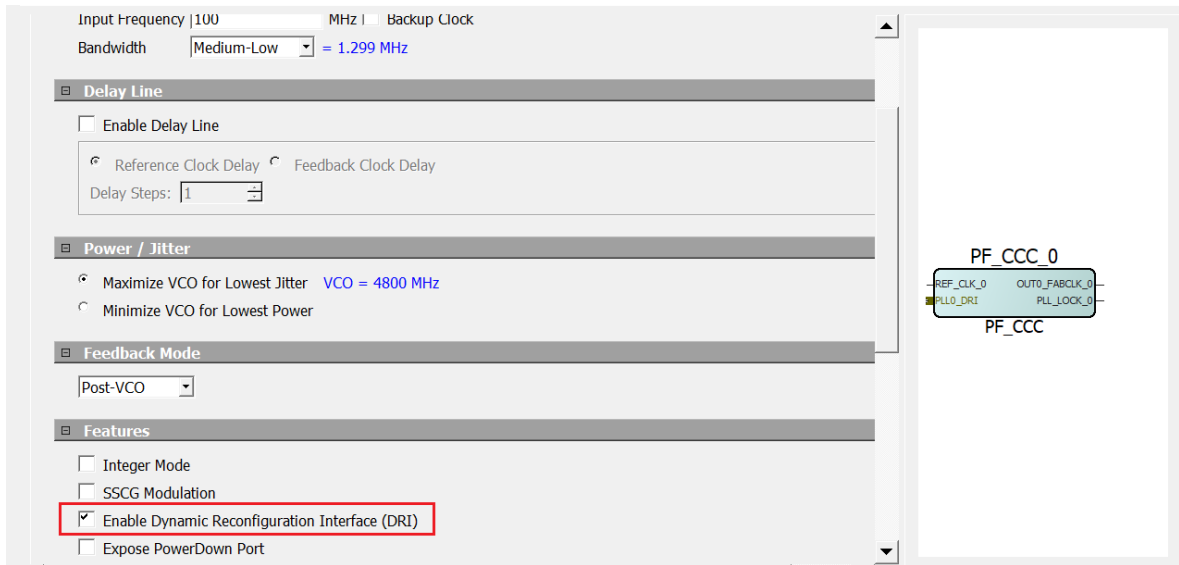 Input Frequency 100 MHz Backup Clock
Bandwidth Medium-Low = 1.299 MHz
Delay Line
Enable Delay Line
Reference Clock Delay Feedback Clock Delay
Delay Steps: 1
Power / Jitter
Maximize VCO for Lowest Jitter VCO = 4800 MHz
Minimize VCO for Lowest Power
Feedback Mode
Post-VCO
Features
Integer Mode
SSCG Modulation
Enable Dynamic Reconfiguration Interface (DRI)
Expose PowerDown Port
PF_CCC_0
REF_CLK_0 OUT0_FABCLK_0
PLL0_DRI PLL_LOCK_0
PF_CCC